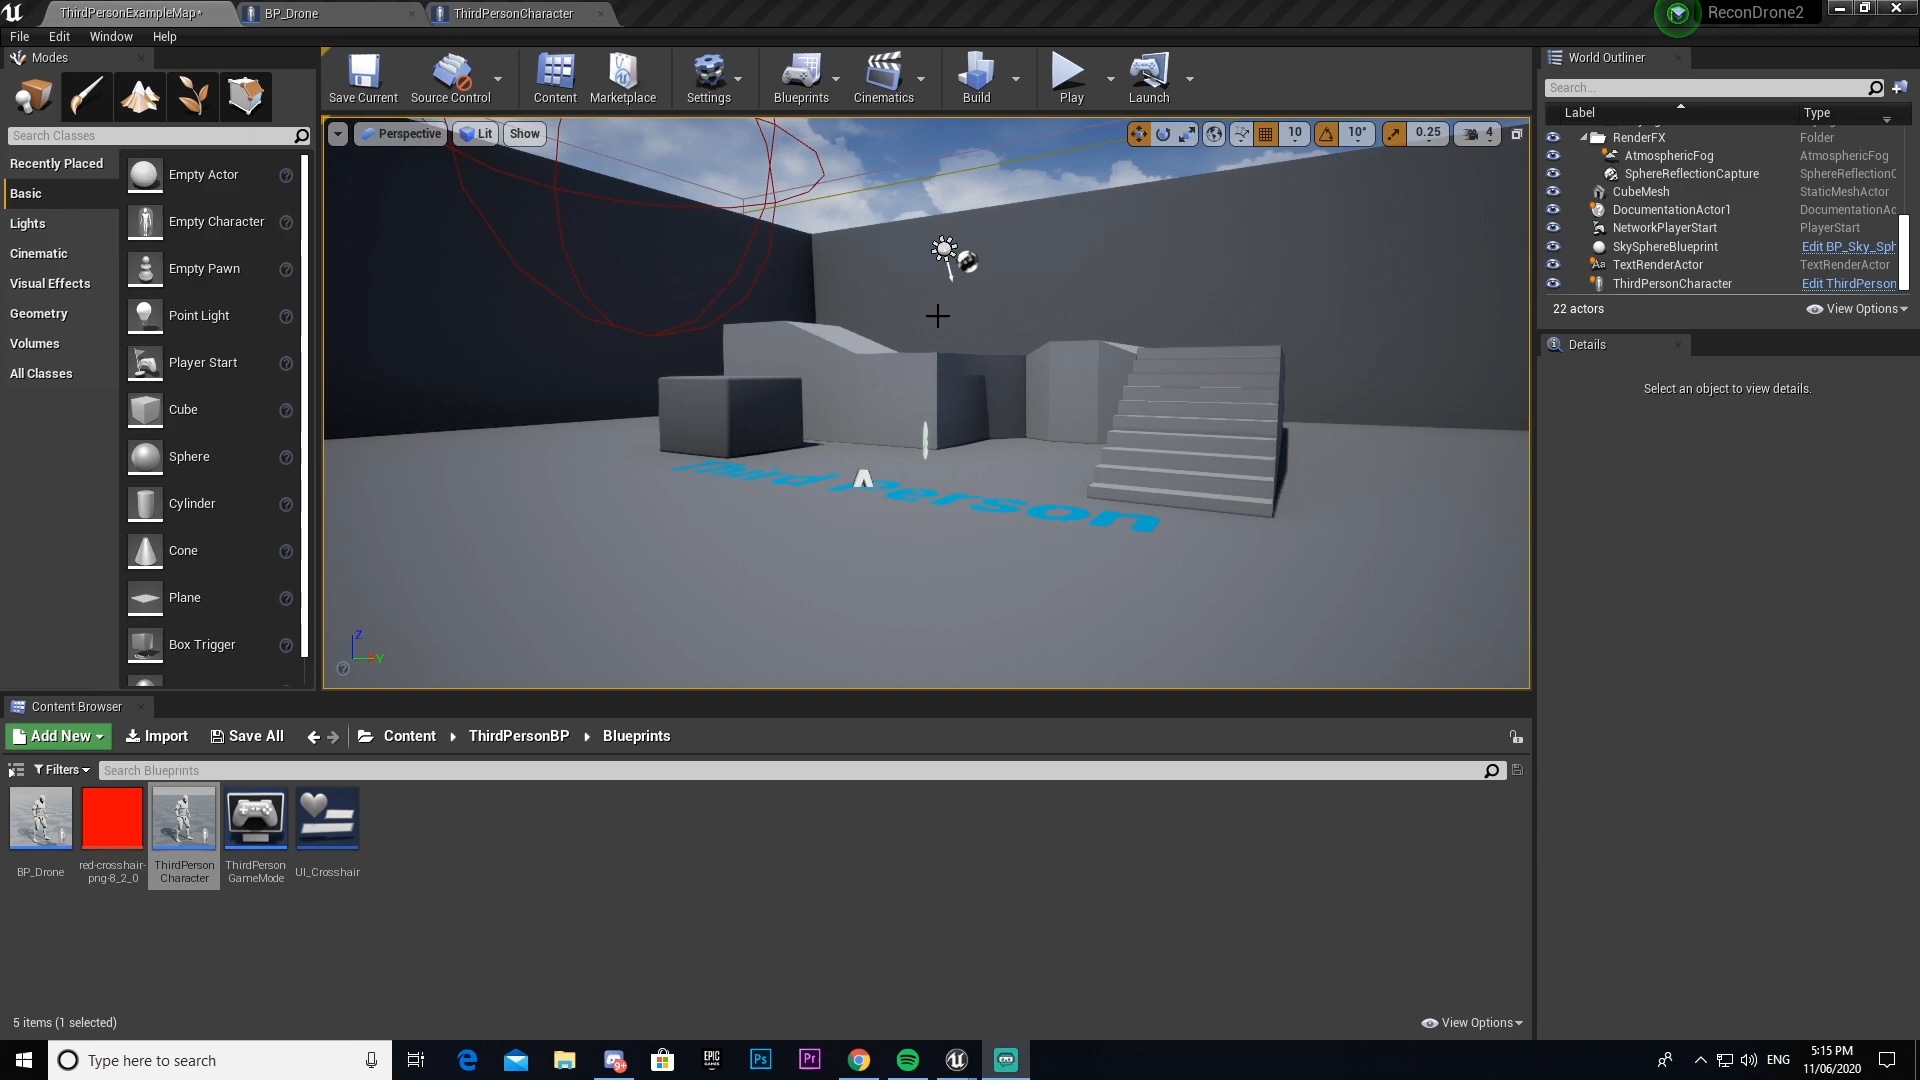 ThirdPersonExampleMap*
BP_Drone
ThirdPersonCharacter
ReconDrone2
File Edit Window Help
Modes
Save Current
Source Control
Content
Marketplace
Settings
Blueprints
Cinematics
Build
Play
Launch
World Outliner
Search...
Label
Type
Search Classes
Perspective
Lit
Show
10
10°
0.25
4
Recently Placed
Basic
Lights
Cinematic
Visual Effects
Geometry
Volumes
All Classes
Empty Actor
Empty Character
Empty Pawn
Point Light
Player Start
Cube
Sphere
Cylinder
Cone
Plane
Box Trigger
RenderFX Folder
AtmosphericFog AtmosphericFog
SphereReflectionCapture SphereReflectionC
CubeMesh StaticMeshActor
DocumentationActor1 DocumentationAc
NetworkPlayerStart PlayerStart
SkySphereBlueprint Edit BP_Sky_Sph
TextRenderActor TextRenderActor
ThirdPersonCharacter Edit ThirdPerson
22 actors
View Options
Details
Select an object to view details.
Third Person
Z
Y
Content Browser
Add New
Import
Save All
Content
ThirdPersonBP
Blueprints
Filters
Search Blueprints
BP_Drone
red-crosshair-
png-8_2_0
ThirdPerson
Character
ThirdPerson
GameMode
UI_Crosshair
5 items (1 selected)
View Options
Type here to search
9+
EPIC
GAMES
Ps
Pr
ENG
5:15 PM
11/06/2020